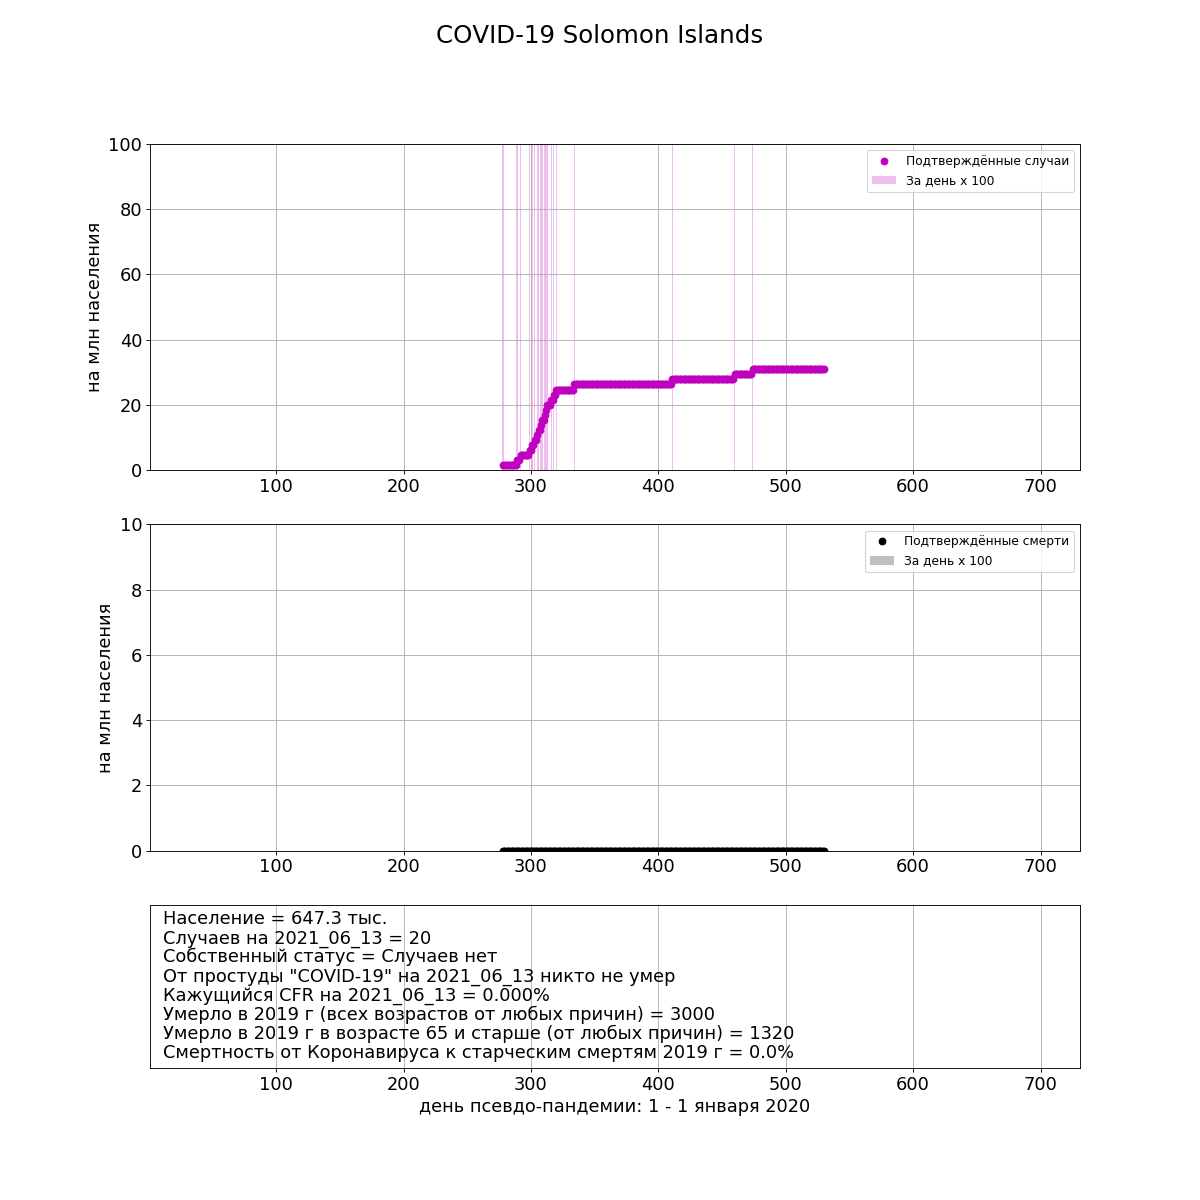 COVID-19 Solomon Islands
100
80
60
40
20
0
на млн населения
Подтверждённые случаи
За день x 100
100 200 300 400 500 600 700
10
8
6
4
2
0
на млн населения
Подтверждённые смерти
За день x 100
100 200 300 400 500 600 700
Население = 647.3 тыс.
Случаев на 2021_06_13 = 20
Собственный статус = Случаев нет
От простуды "COVID-19" на 2021_06_13 никто не умер
Кажущийся CFR на 2021_06_13 = 0.000%
Умерло в 2019 г (всех возрастов от любых причин) = 3000
Умерло в 2019 г в возрасте 65 и старше (от любых причин) = 1320
Смертность от Коронавируса к старческим смертям 2019 г = 0.0%
100 200 300 400 500 600 700
день псевдо-пандемии: 1 - 1 января 2020